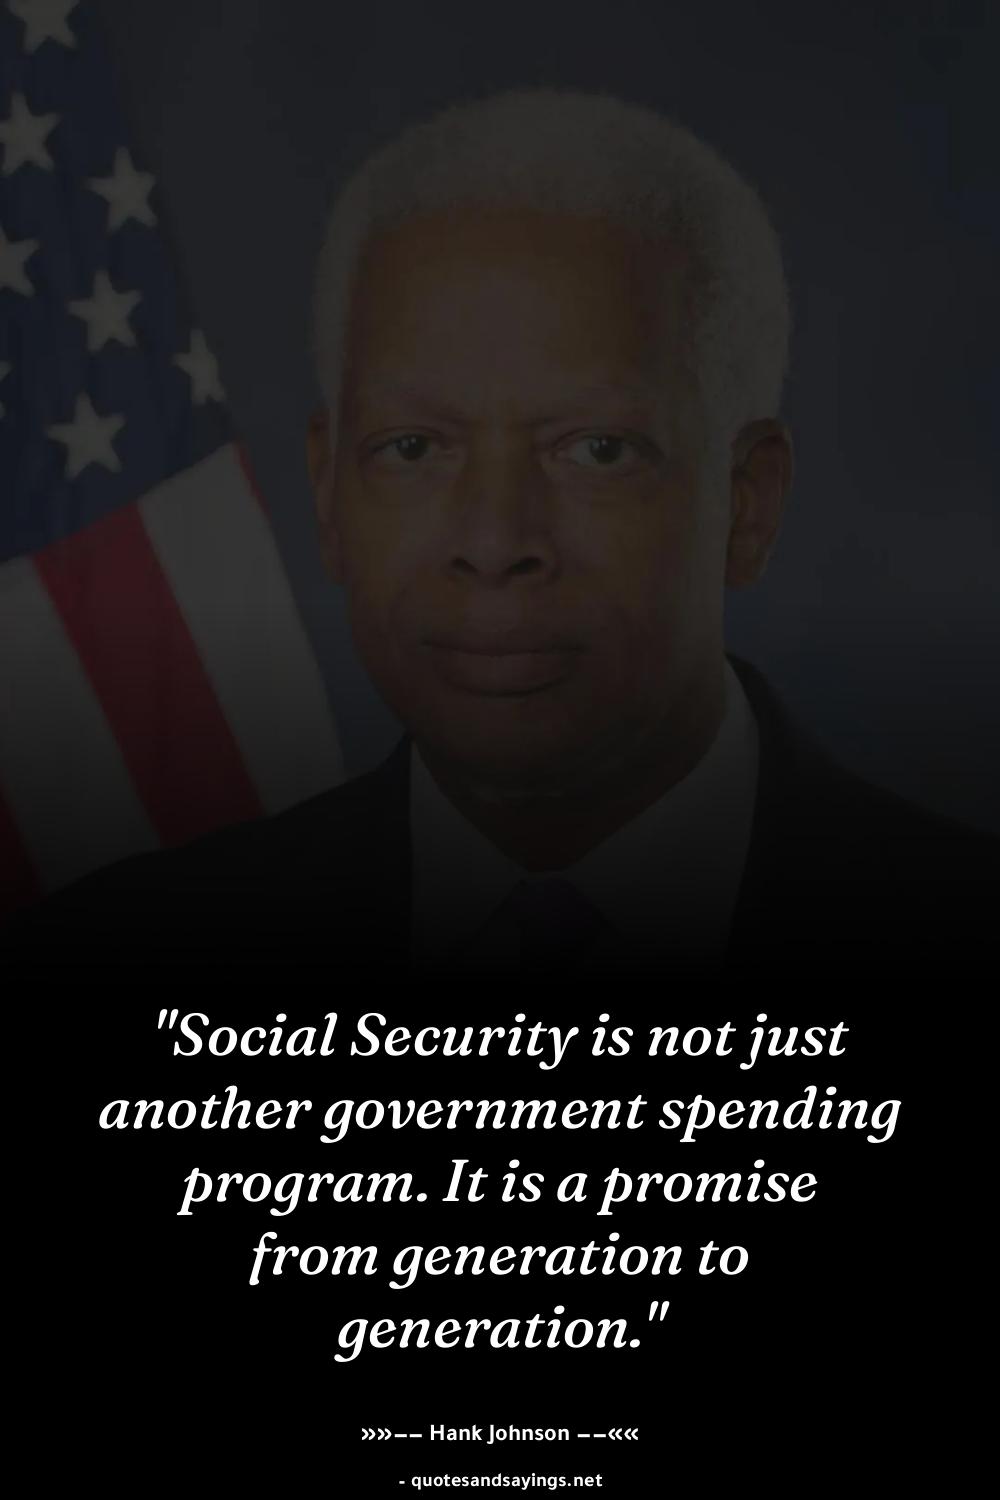 "Social Security is not just
another government spending
program. It is a promise
from generation to
generation."
»»–– Hank Johnson ––««
- quotesandsayings.net